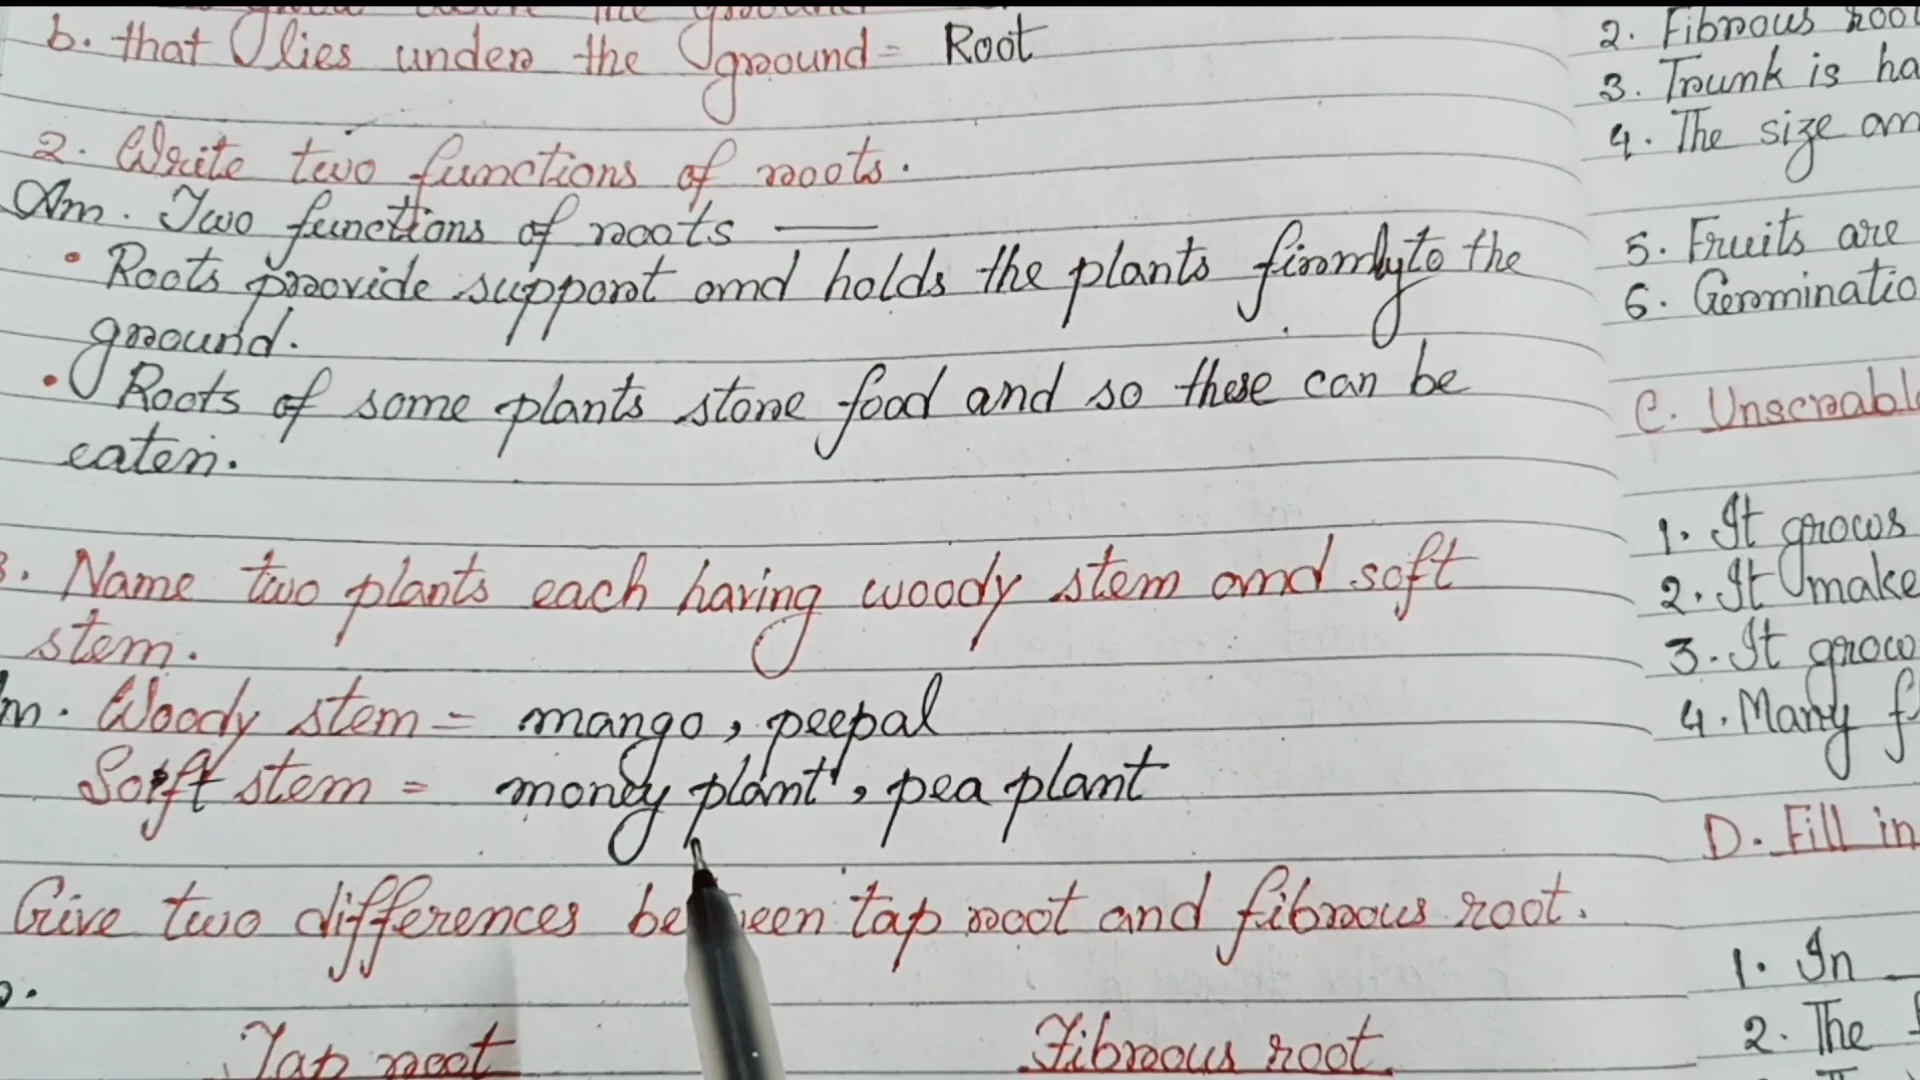 b. that lies under the ground = Root
2. Write two functions of roots.
Ans. Two functions of roots —
• Roots provide support and holds the plants firmly to the
ground.
• Roots of some plants store food and so these can be
eaten.
3. Name two plants each having woody stem and soft
stem.
Woody stem = mango, peepal
Soft stem = money plant, pea plant
Give two differences between tap root and fibrous root.
Tap root Fibrous root
2. Fibrous root
3. Trunk is ha
4. The size an
5. Fruits are
6. Germinatio
C. Unscrabl
1. It grows
2. It make
3. It grow
4. Many f
D. Fill in
1. In
2. The